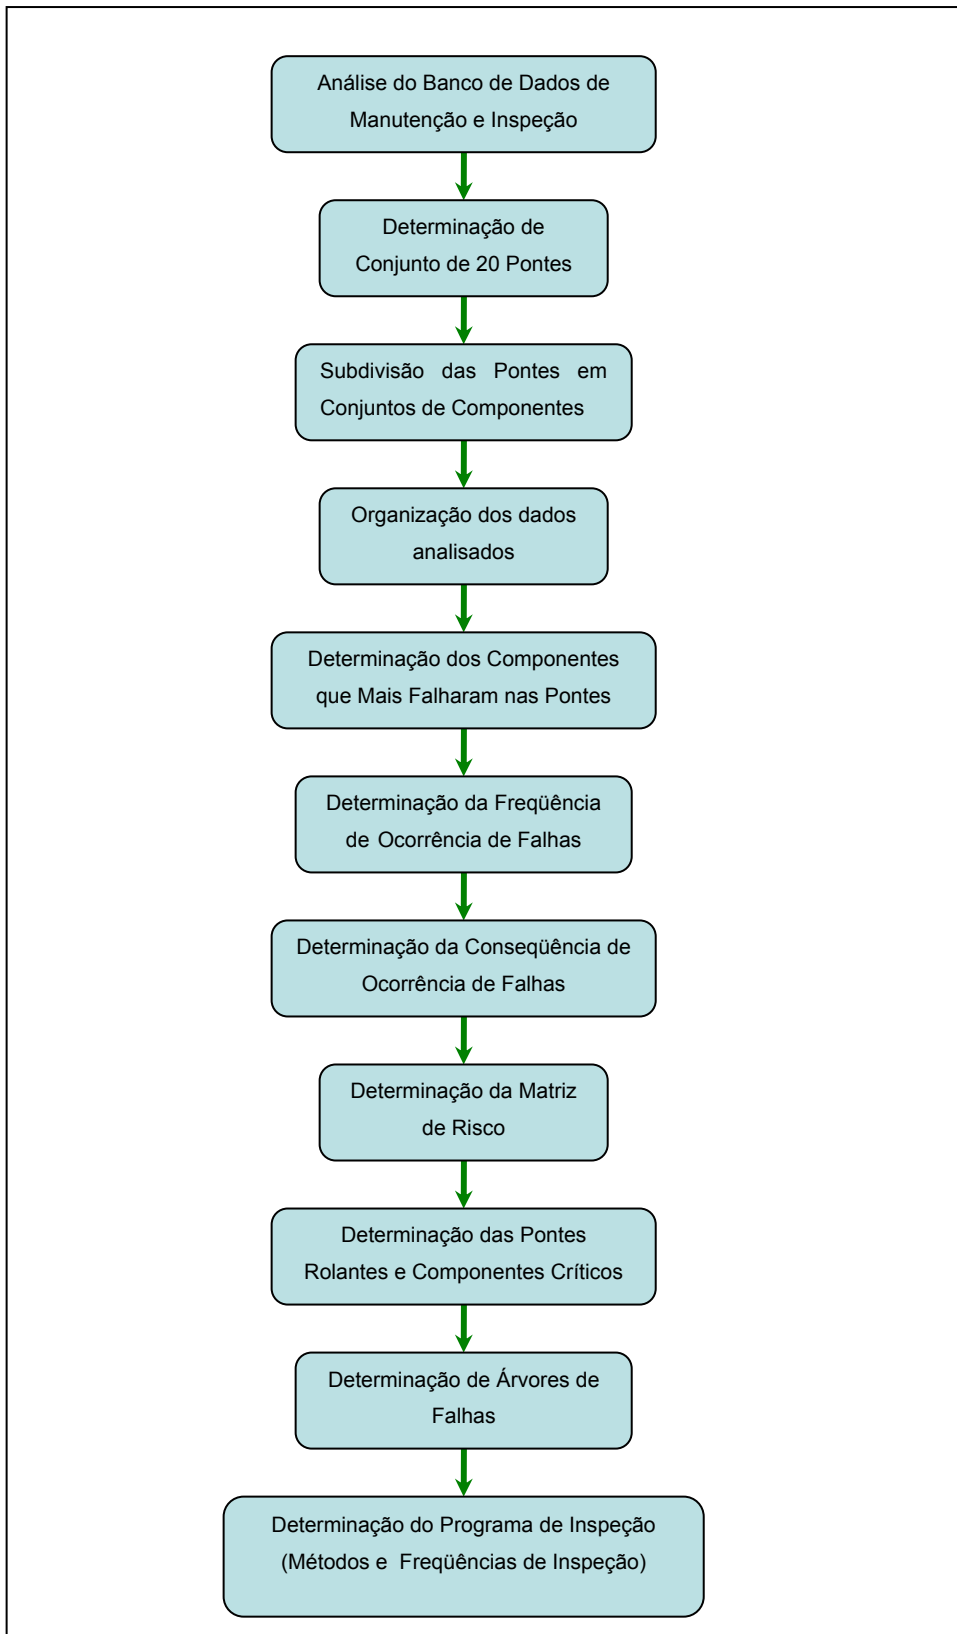 Análise do Banco de Dados de
Manutenção e Inspeção
Determinação de
Conjunto de 20 Pontes
Subdivisão das Pontes em
Conjuntos de Componentes
Organização dos dados
analisados
Determinação dos Componentes
que Mais Falharam nas Pontes
Determinação da Freqüência
de Ocorrência de Falhas
Determinação da Conseqüência de
Ocorrência de Falhas
Determinação da Matriz
de Risco
Determinação das Pontes
Rolantes e Componentes Críticos
Determinação de Árvores de
Falhas
Determinação do Programa de Inspeção
(Métodos e Freqüências de Inspeção)